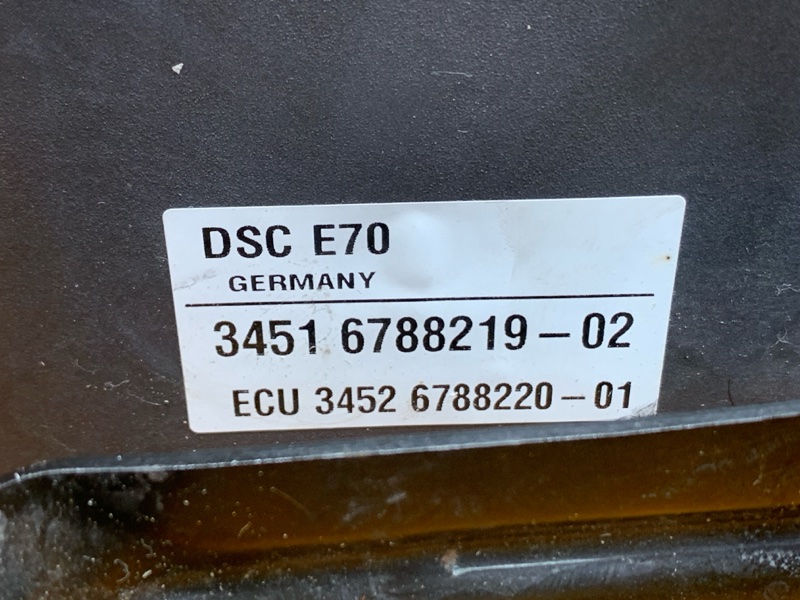 DSC E70
GERMANY
3451 6788219-02
ECU 3452 6788220-01